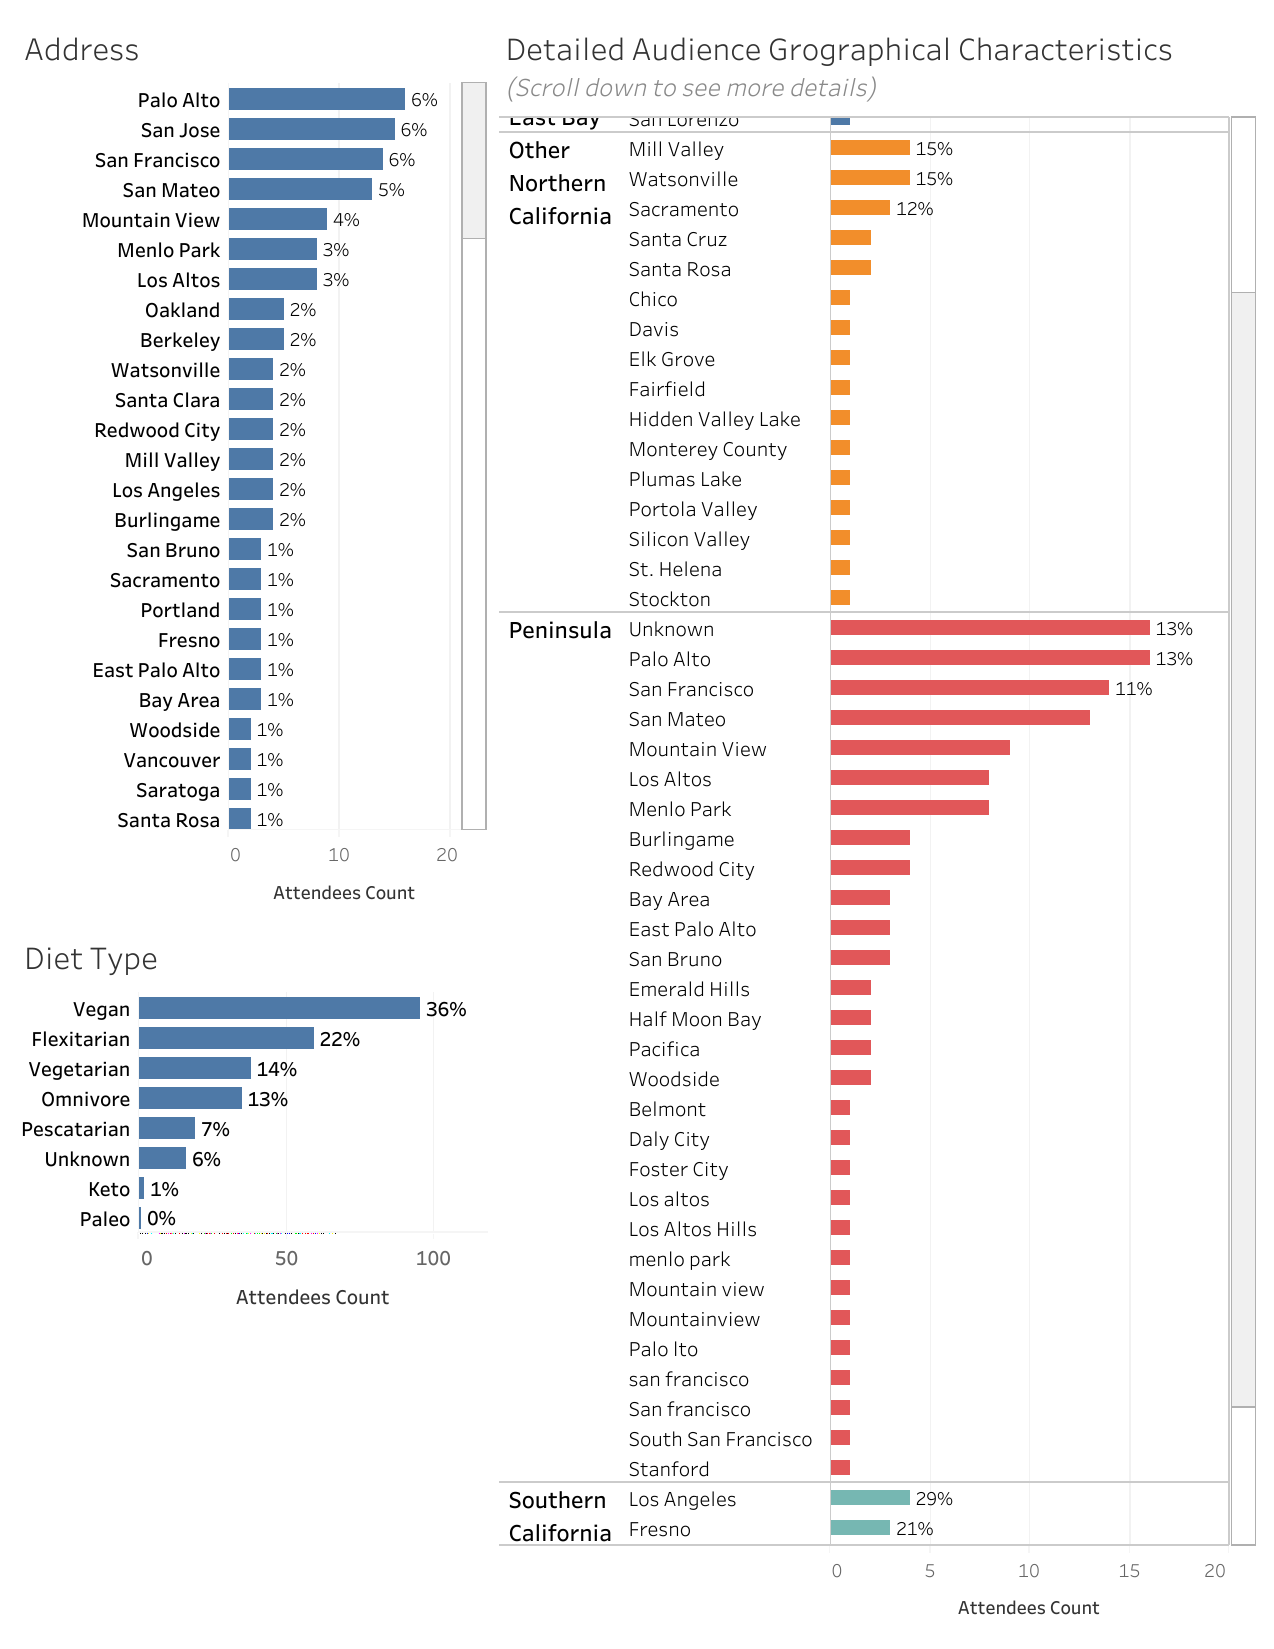 Address
Palo Alto 6%
San Jose 6%
San Francisco 6%
San Mateo 5%
Mountain View 4%
Menlo Park 3%
Los Altos 3%
Oakland 2%
Berkeley 2%
Watsonville 2%
Santa Clara 2%
Redwood City 2%
Mill Valley 2%
Los Angeles 2%
Burlingame 2%
San Bruno 1%
Sacramento 1%
Portland 1%
Fresno 1%
East Palo Alto 1%
Bay Area 1%
Woodside 1%
Vancouver 1%
Saratoga 1%
Santa Rosa 1%
0 10 20
Attendees Count
Diet Type
Vegan 36%
Flexitarian 22%
Vegetarian 14%
Omnivore 13%
Pescatarian 7%
Unknown 6%
Keto 1%
Paleo 0%
0 50 100
Attendees Count
Detailed Audience Grographical Characteristics
(Scroll down to see more details)
East Bay San Lorenzo
Other Mill Valley 15%
Northern Watsonville 15%
California Sacramento 12%
Santa Cruz
Santa Rosa
Chico
Davis
Elk Grove
Fairfield
Hidden Valley Lake
Monterey County
Plumas Lake
Portola Valley
Silicon Valley
St. Helena
Stockton
Peninsula Unknown 13%
Palo Alto 13%
San Francisco 11%
San Mateo
Mountain View
Los Altos
Menlo Park
Burlingame
Redwood City
Bay Area
East Palo Alto
San Bruno
Emerald Hills
Half Moon Bay
Pacifica
Woodside
Belmont
Daly City
Foster City
Los altos
Los Altos Hills
menlo park
Mountain view
Mountainview
Palo lto
san francisco
San francisco
South San Francisco
Stanford
Southern Los Angeles 29%
California Fresno 21%
0 5 10 15 20
Attendees Count